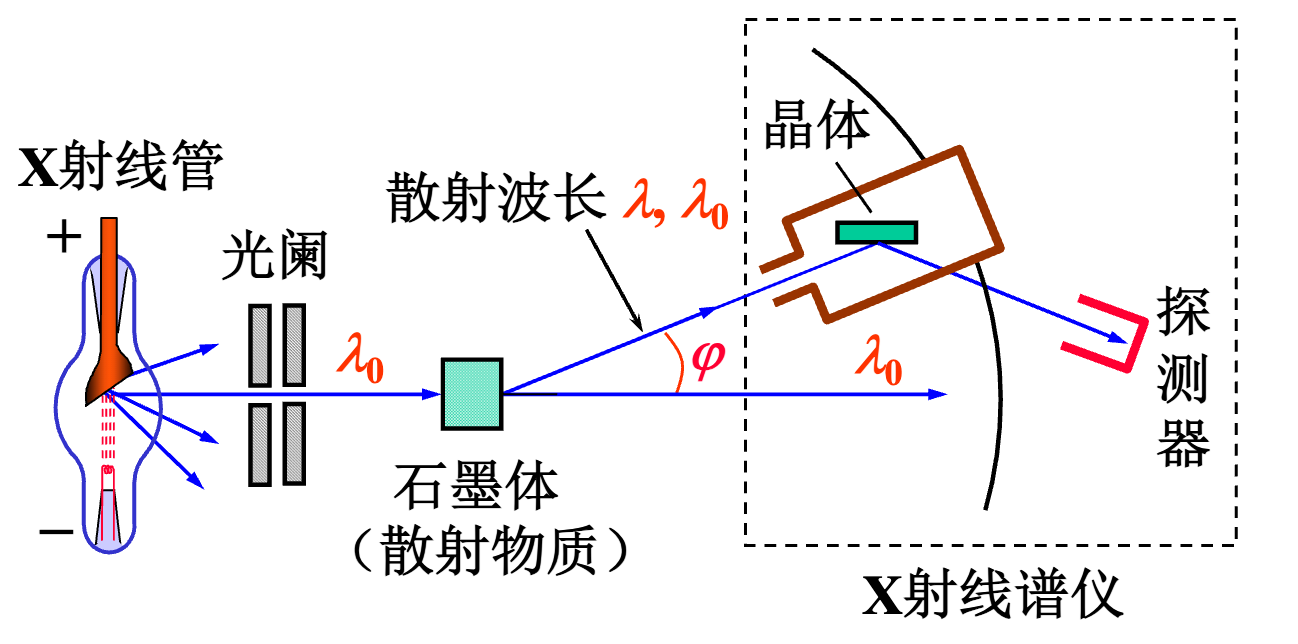 X射线管
+
−
光阑
λ₀
石墨体
（散射物质）
散射波长 λ, λ₀
φ
λ₀
晶体
探测器
X射线谱仪